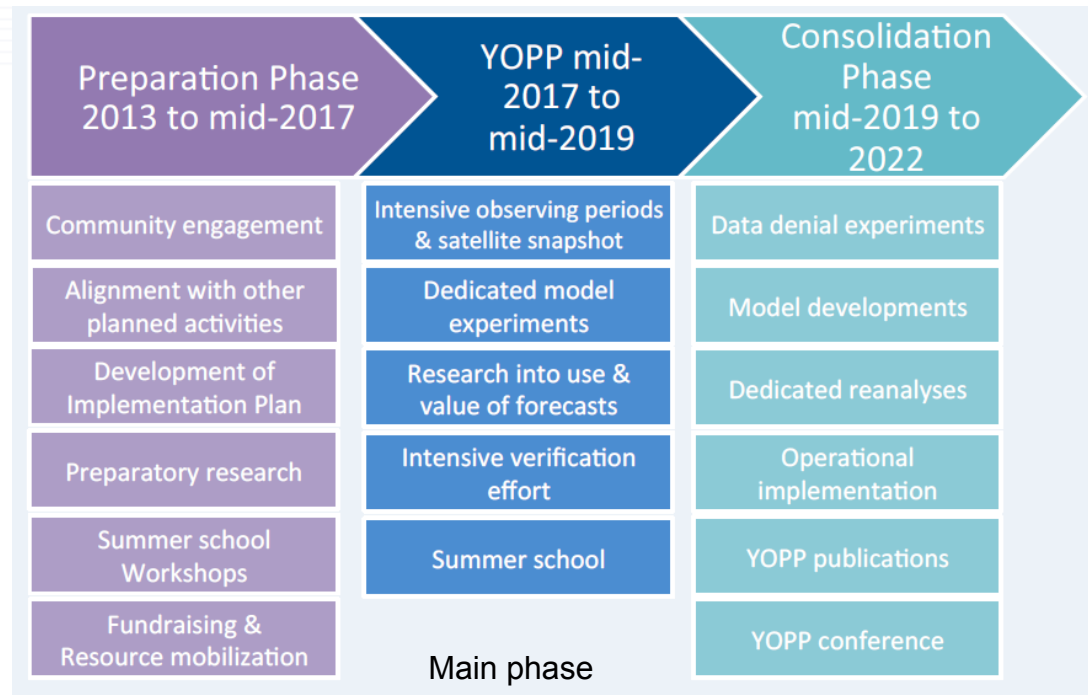 Preparation Phase
2013 to mid-2017
YOPP mid-
2017 to
mid-2019
Consolidation
Phase
mid-2019 to
2022
Community engagement
Alignment with other
planned activities
Development of
Implementation Plan
Preparatory research
Summer school
Workshops
Fundraising &
Resource mobilization
Intensive observing periods
& satellite snapshot
Dedicated model
experiments
Research into use &
value of forecasts
Intensive verification
effort
Summer school
Main phase
Data denial experiments
Model developments
Dedicated reanalyses
Operational
implementation
YOPP publications
YOPP conference